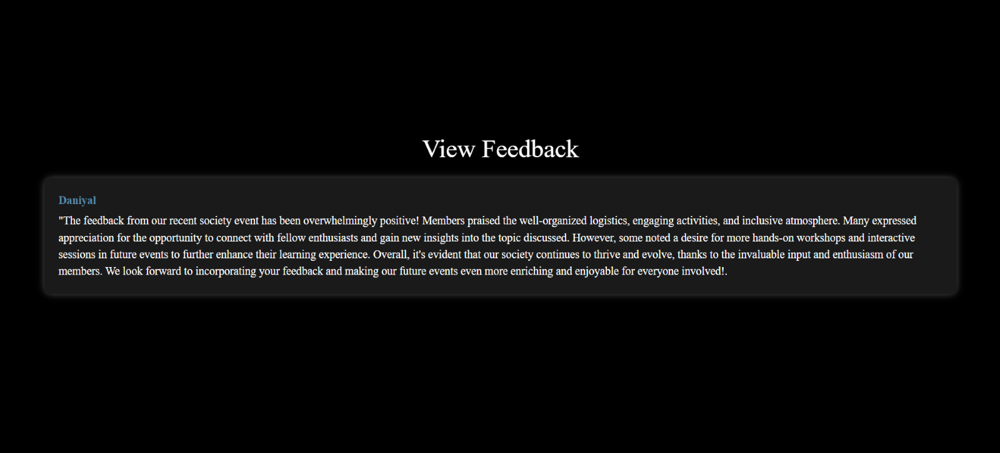 View Feedback
Daniyal
"The feedback from our recent society event has been overwhelmingly positive! Members praised the well-organized logistics, engaging activities, and inclusive atmosphere. Many expressed
appreciation for the opportunity to connect with fellow enthusiasts and gain new insights into the topic discussed. However, some noted a desire for more hands-on workshops and interactive
sessions in future events to further enhance their learning experience. Overall, it's evident that our society continues to thrive and evolve, thanks to the invaluable input and enthusiasm of our
members. We look forward to incorporating your feedback and making our future events even more enriching and enjoyable for everyone involved!.